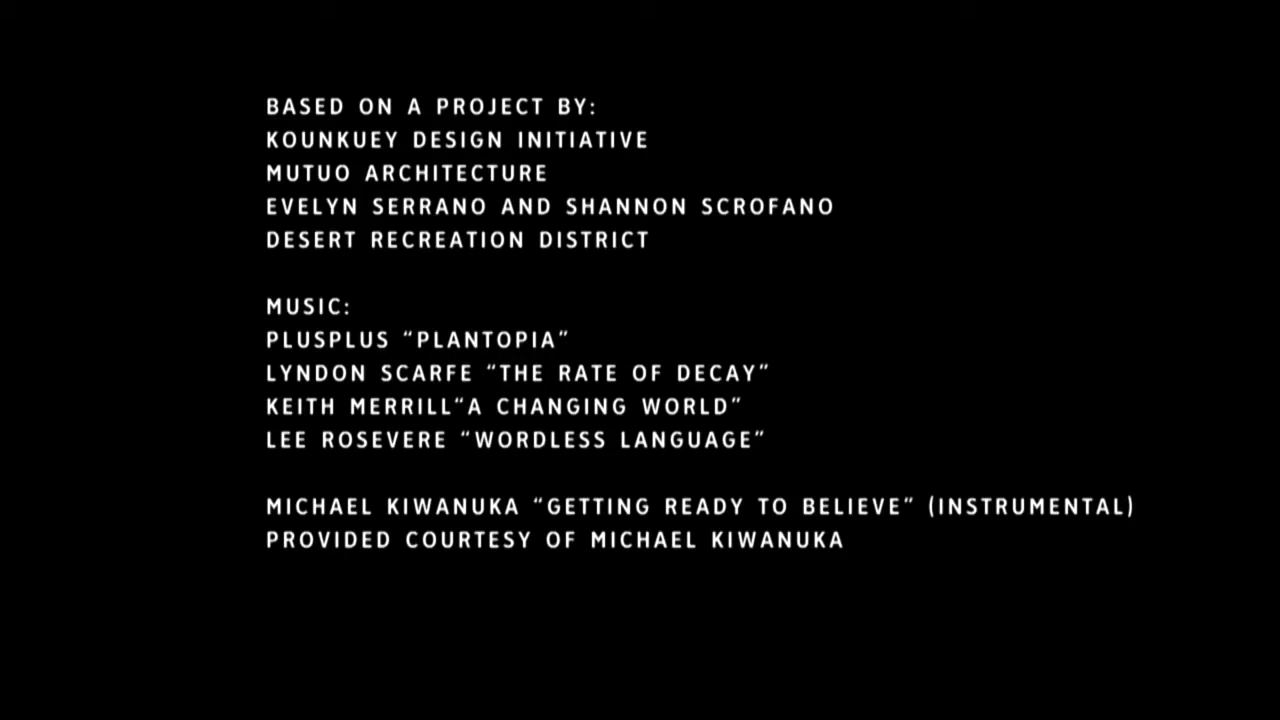 BASED ON A PROJECT BY:
KOUNKUEY DESIGN INITIATIVE
MUTUO ARCHITECTURE
EVELYN SERRANO AND SHANNON SCROFANO
DESERT RECREATION DISTRICT
MUSIC:
PLUSPLUS “PLANTOPIA”
LYNDON SCARFE “THE RATE OF DECAY”
KEITH MERRILL“A CHANGING WORLD”
LEE ROSEVERE “WORDLESS LANGUAGE”
MICHAEL KIWANUKA “GETTING READY TO BELIEVE” (INSTRUMENTAL)
PROVIDED COURTESY OF MICHAEL KIWANUKA